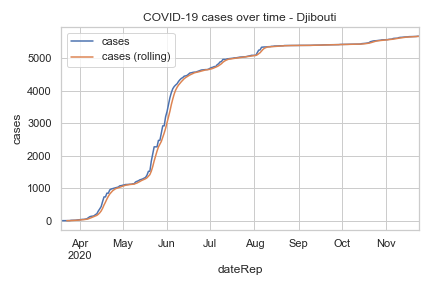 COVID-19 cases over time - Djibouti
cases
cases (rolling)
5000
4000
3000
2000
1000
0
cases
Apr May Jun Jul Aug Sep Oct Nov
2020
dateRep